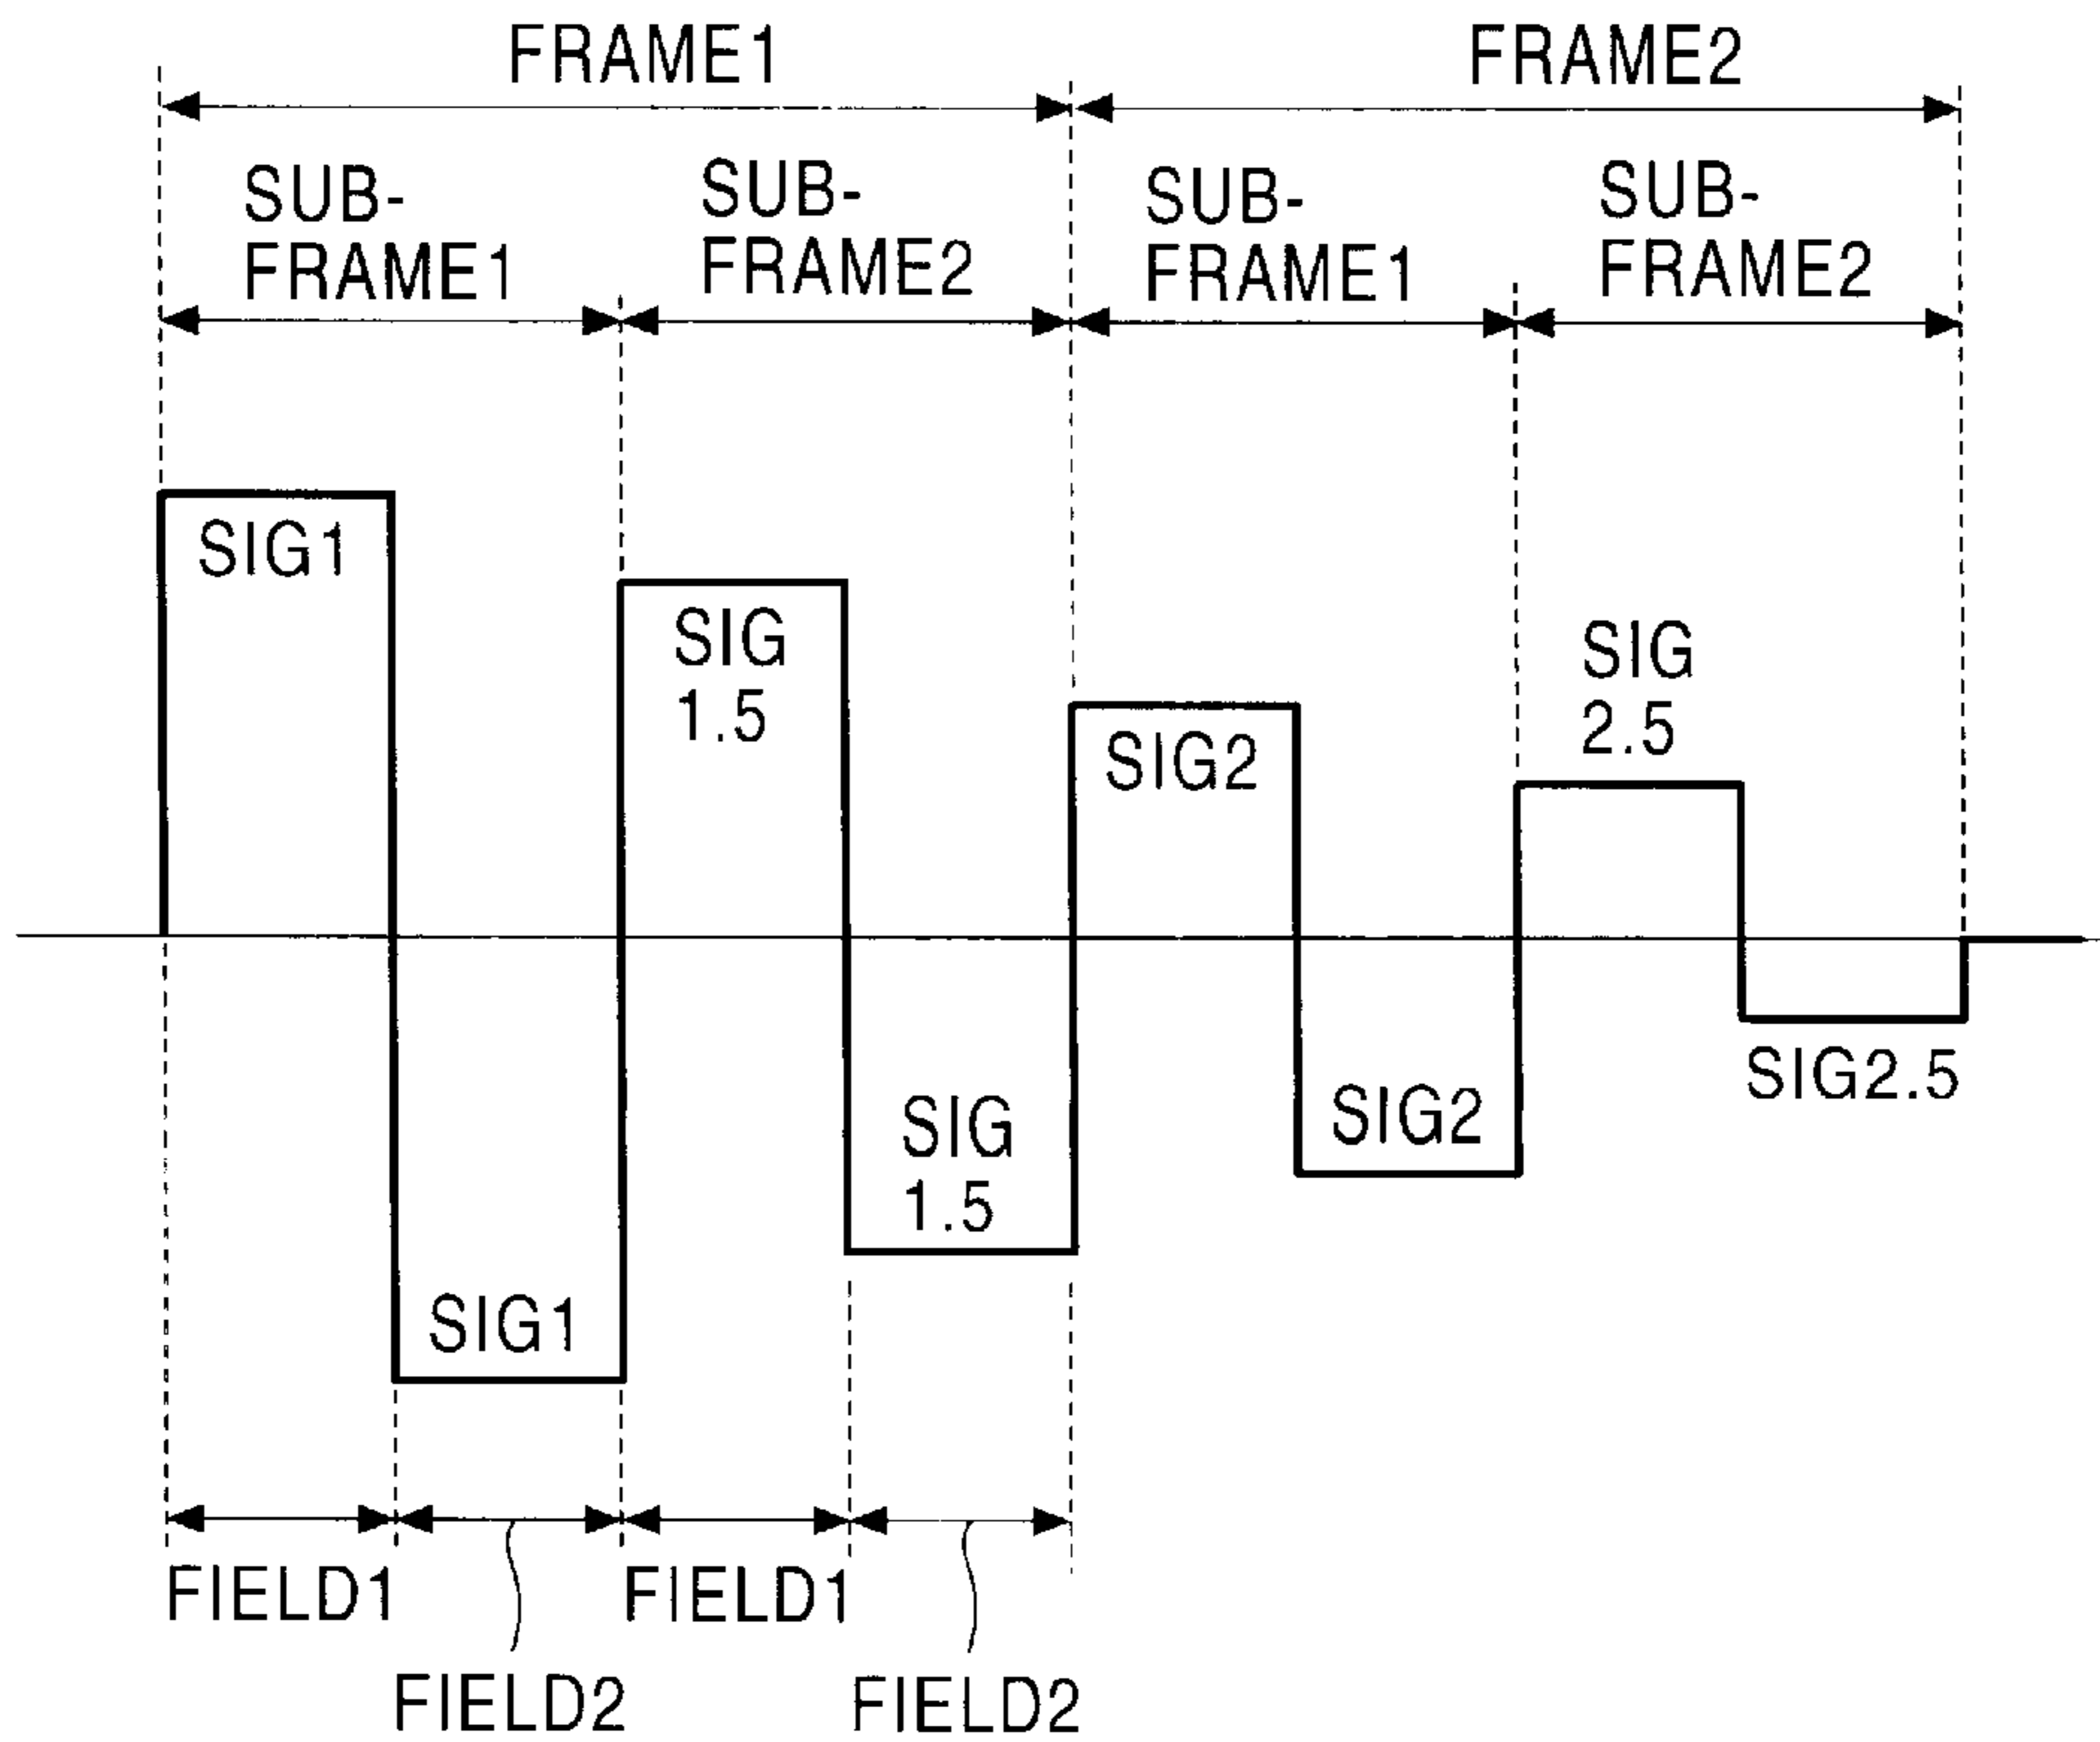 FRAME1
FRAME2
SUB-
FRAME1
SUB-
FRAME2
SUB-
FRAME1
SUB-
FRAME2
SIG1
SIG
1.5
SIG2
SIG
2.5
SIG1
SIG
1.5
SIG2
SIG2.5
FIELD1
FIELD2
FIELD1
FIELD2